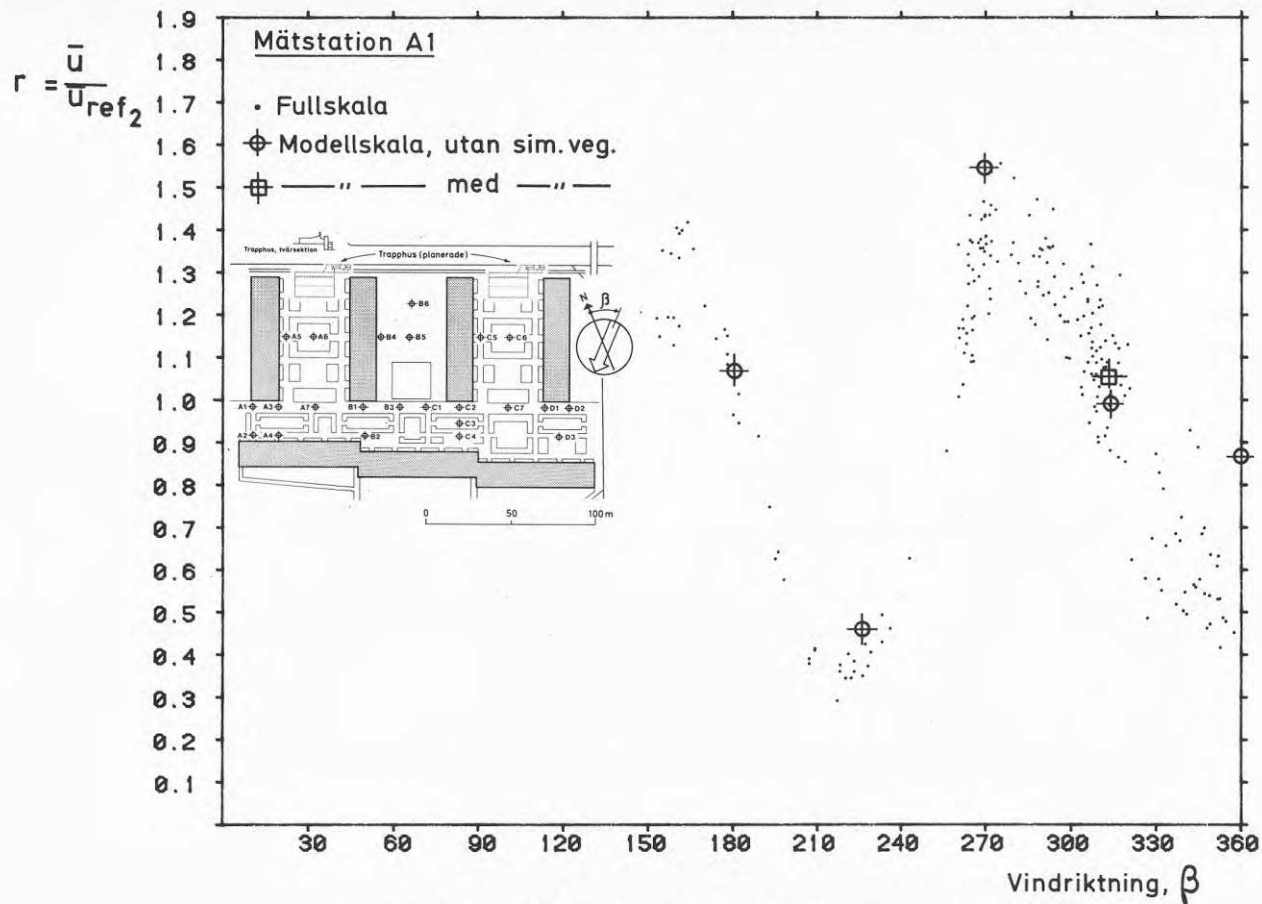 1.9
1.8
1.7
1.6
1.5
1.4
1.3
1.2
1.1
1.0
0.9
0.8
0.7
0.6
0.5
0.4
0.3
0.2
0.1
r = ū / ūref2
Mätstation A1
· Fullskala
Modellskala, utan sim. veg.
— " — med — " —
Trapphus, tvärsektion
Trapphus (planerade)
N β
B6
A5 A6 B4 B5 C5 C6
A1 A3 A7 B1 B3 C1 C2 C7 D1 D2
C3
A2 A4 B2 C4 D3
0 50 100 m
30 60 90 120 150 180 210 240 270 300 330 360
Vindriktning, β